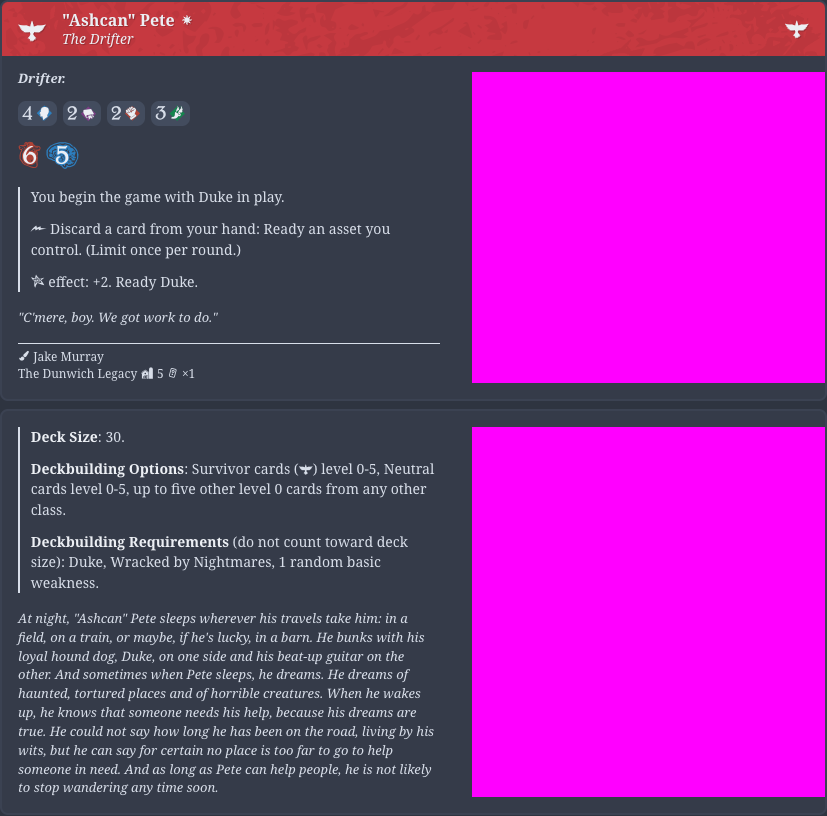 "Ashcan" Pete
The Drifter
Drifter.
4 2 2 3
6 5
You begin the game with Duke in play.
Discard a card from your hand: Ready an asset you
control. (Limit once per round.)
effect: +2. Ready Duke.
"C'mere, boy. We got work to do."
Jake Murray
The Dunwich Legacy 5 ×1
Deck Size: 30.
Deckbuilding Options: Survivor cards () level 0-5, Neutral
cards level 0-5, up to five other level 0 cards from any other
class.
Deckbuilding Requirements (do not count toward deck
size): Duke, Wracked by Nightmares, 1 random basic
weakness.
At night, "Ashcan" Pete sleeps wherever his travels take him: in a
field, on a train, or maybe, if he's lucky, in a barn. He bunks with his
loyal hound dog, Duke, on one side and his beat-up guitar on the
other. And sometimes when Pete sleeps, he dreams. He dreams of
haunted, tortured places and of horrible creatures. When he wakes
up, he knows that someone needs his help, because his dreams are
true. He could not say how long he has been on the road, living by his
wits, but he can say for certain no place is too far to go to help
someone in need. And as long as Pete can help people, he is not likely
to stop wandering any time soon.